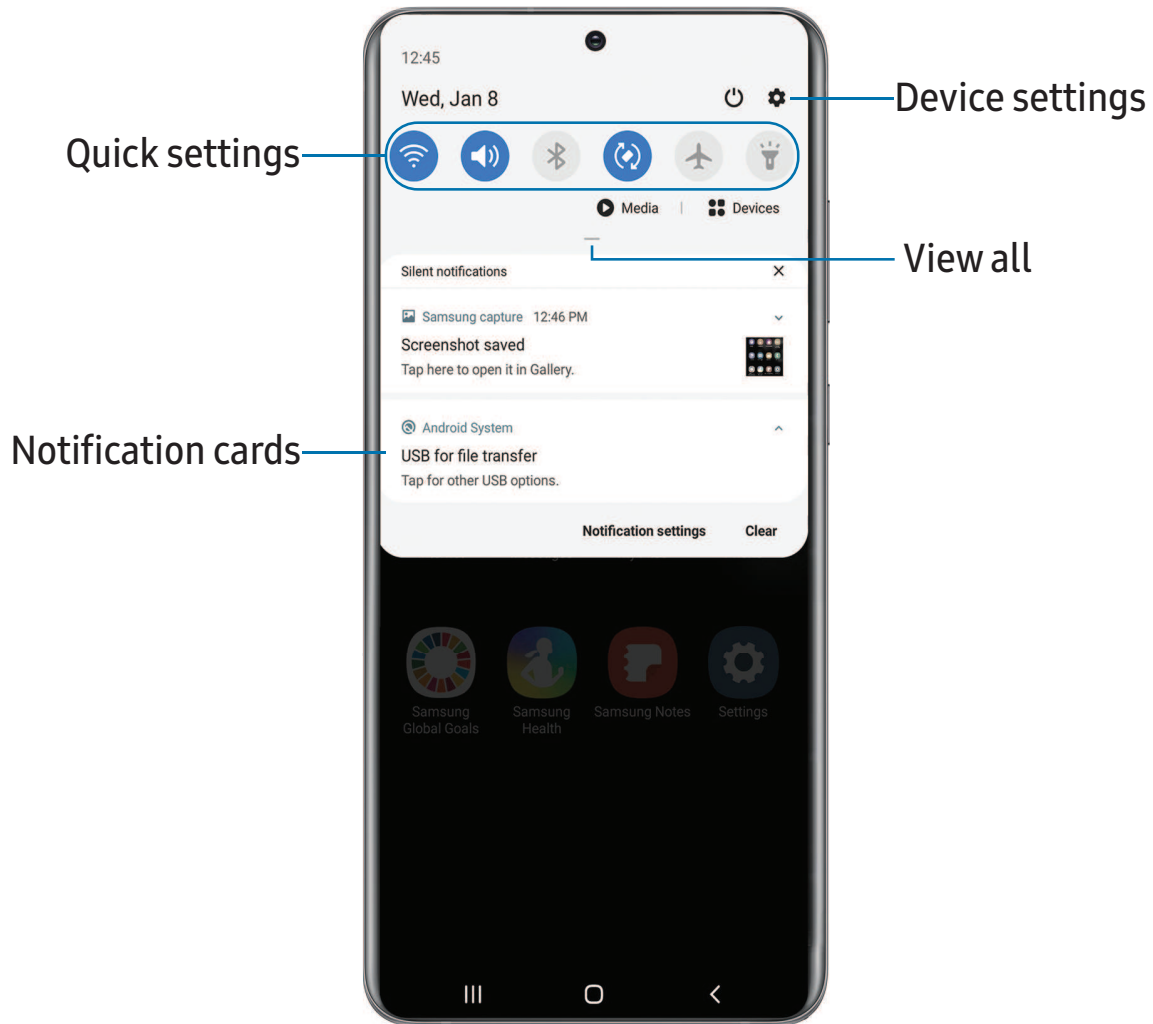 12:45
Wed, Jan 8
Device settings
Quick settings
Media
Devices
View all
Silent notifications
Samsung capture 12:46 PM
Screenshot saved
Tap here to open it in Gallery.
Android System
Notification cards
USB for file transfer
Tap for other USB options.
Notification settings Clear
Samsung Global Goals
Samsung Health
Samsung Notes
Settings